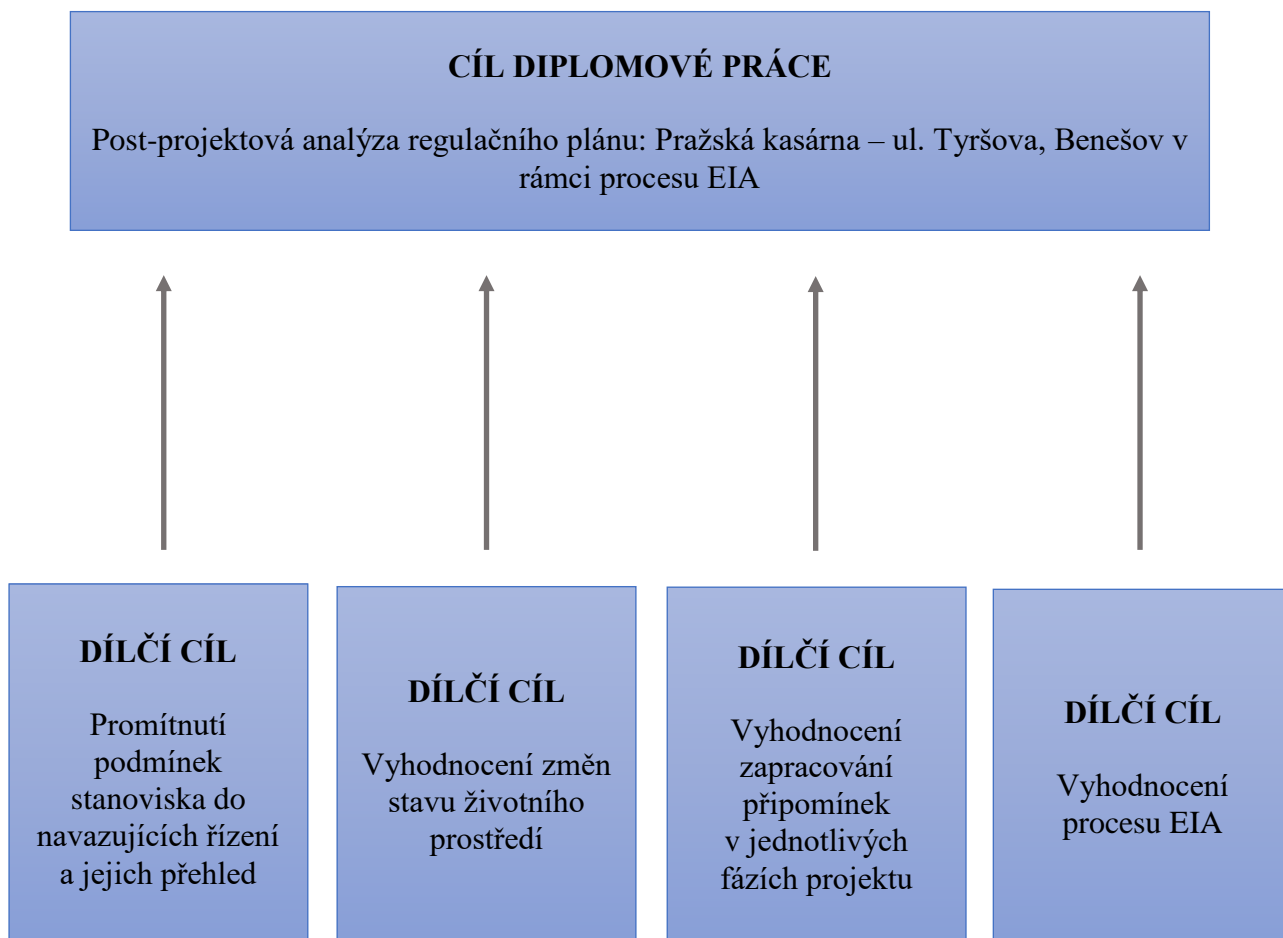 CÍL DIPLOMOVÉ PRÁCE
Post-projektová analýza regulačního plánu: Pražská kasárna – ul. Tyršova, Benešov v
rámci procesu EIA
DÍLČÍ CÍL
Promítnutí
podmínek
stanoviska do
navazujících řízení
a jejich přehled
DÍLČÍ CÍL
Vyhodnocení změn
stavu životního
prostředí
DÍLČÍ CÍL
Vyhodnocení
zapracování
připomínek
v jednotlivých
fázích projektu
DÍLČÍ CÍL
Vyhodnocení
procesu EIA